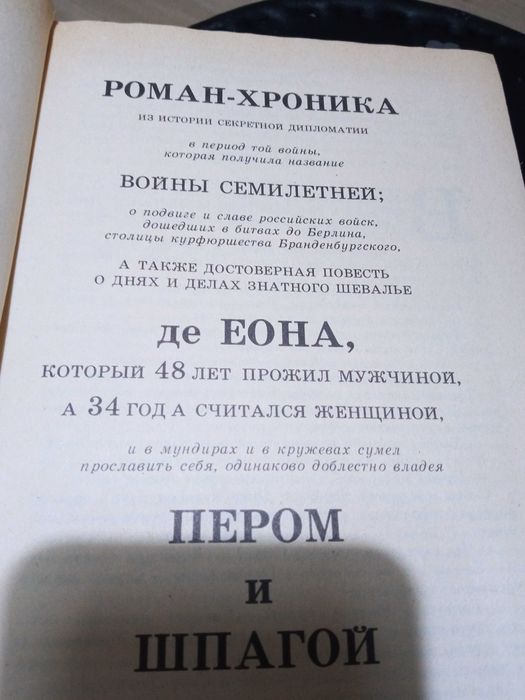 РОМАН-ХРОНИКА
ИЗ ИСТОРИИ СЕКРЕТНОЙ ДИПЛОМАТИИ
в период той войны,
которая получила название
ВОЙНЫ СЕМИЛЕТНЕЙ;
о подвиге и славе российских войск,
дошедших в битвах до Берлина,
столицы курфюршества Бранденбургского,
А ТАКЖЕ ДОСТОВЕРНАЯ ПОВЕСТЬ
О ДНЯХ И ДЕЛАХ ЗНАТНОГО ШЕВАЛЬЕ
де ЕОНА,
КОТОРЫЙ 48 ЛЕТ ПРОЖИЛ МУЖЧИНОЙ,
А 34 ГОДА СЧИТАЛСЯ ЖЕНЩИНОЙ,
и в мундирах и в кружевах сумел
прославить себя, одинаково доблестно владея
ПЕРОМ
и
ШПАГОЙ